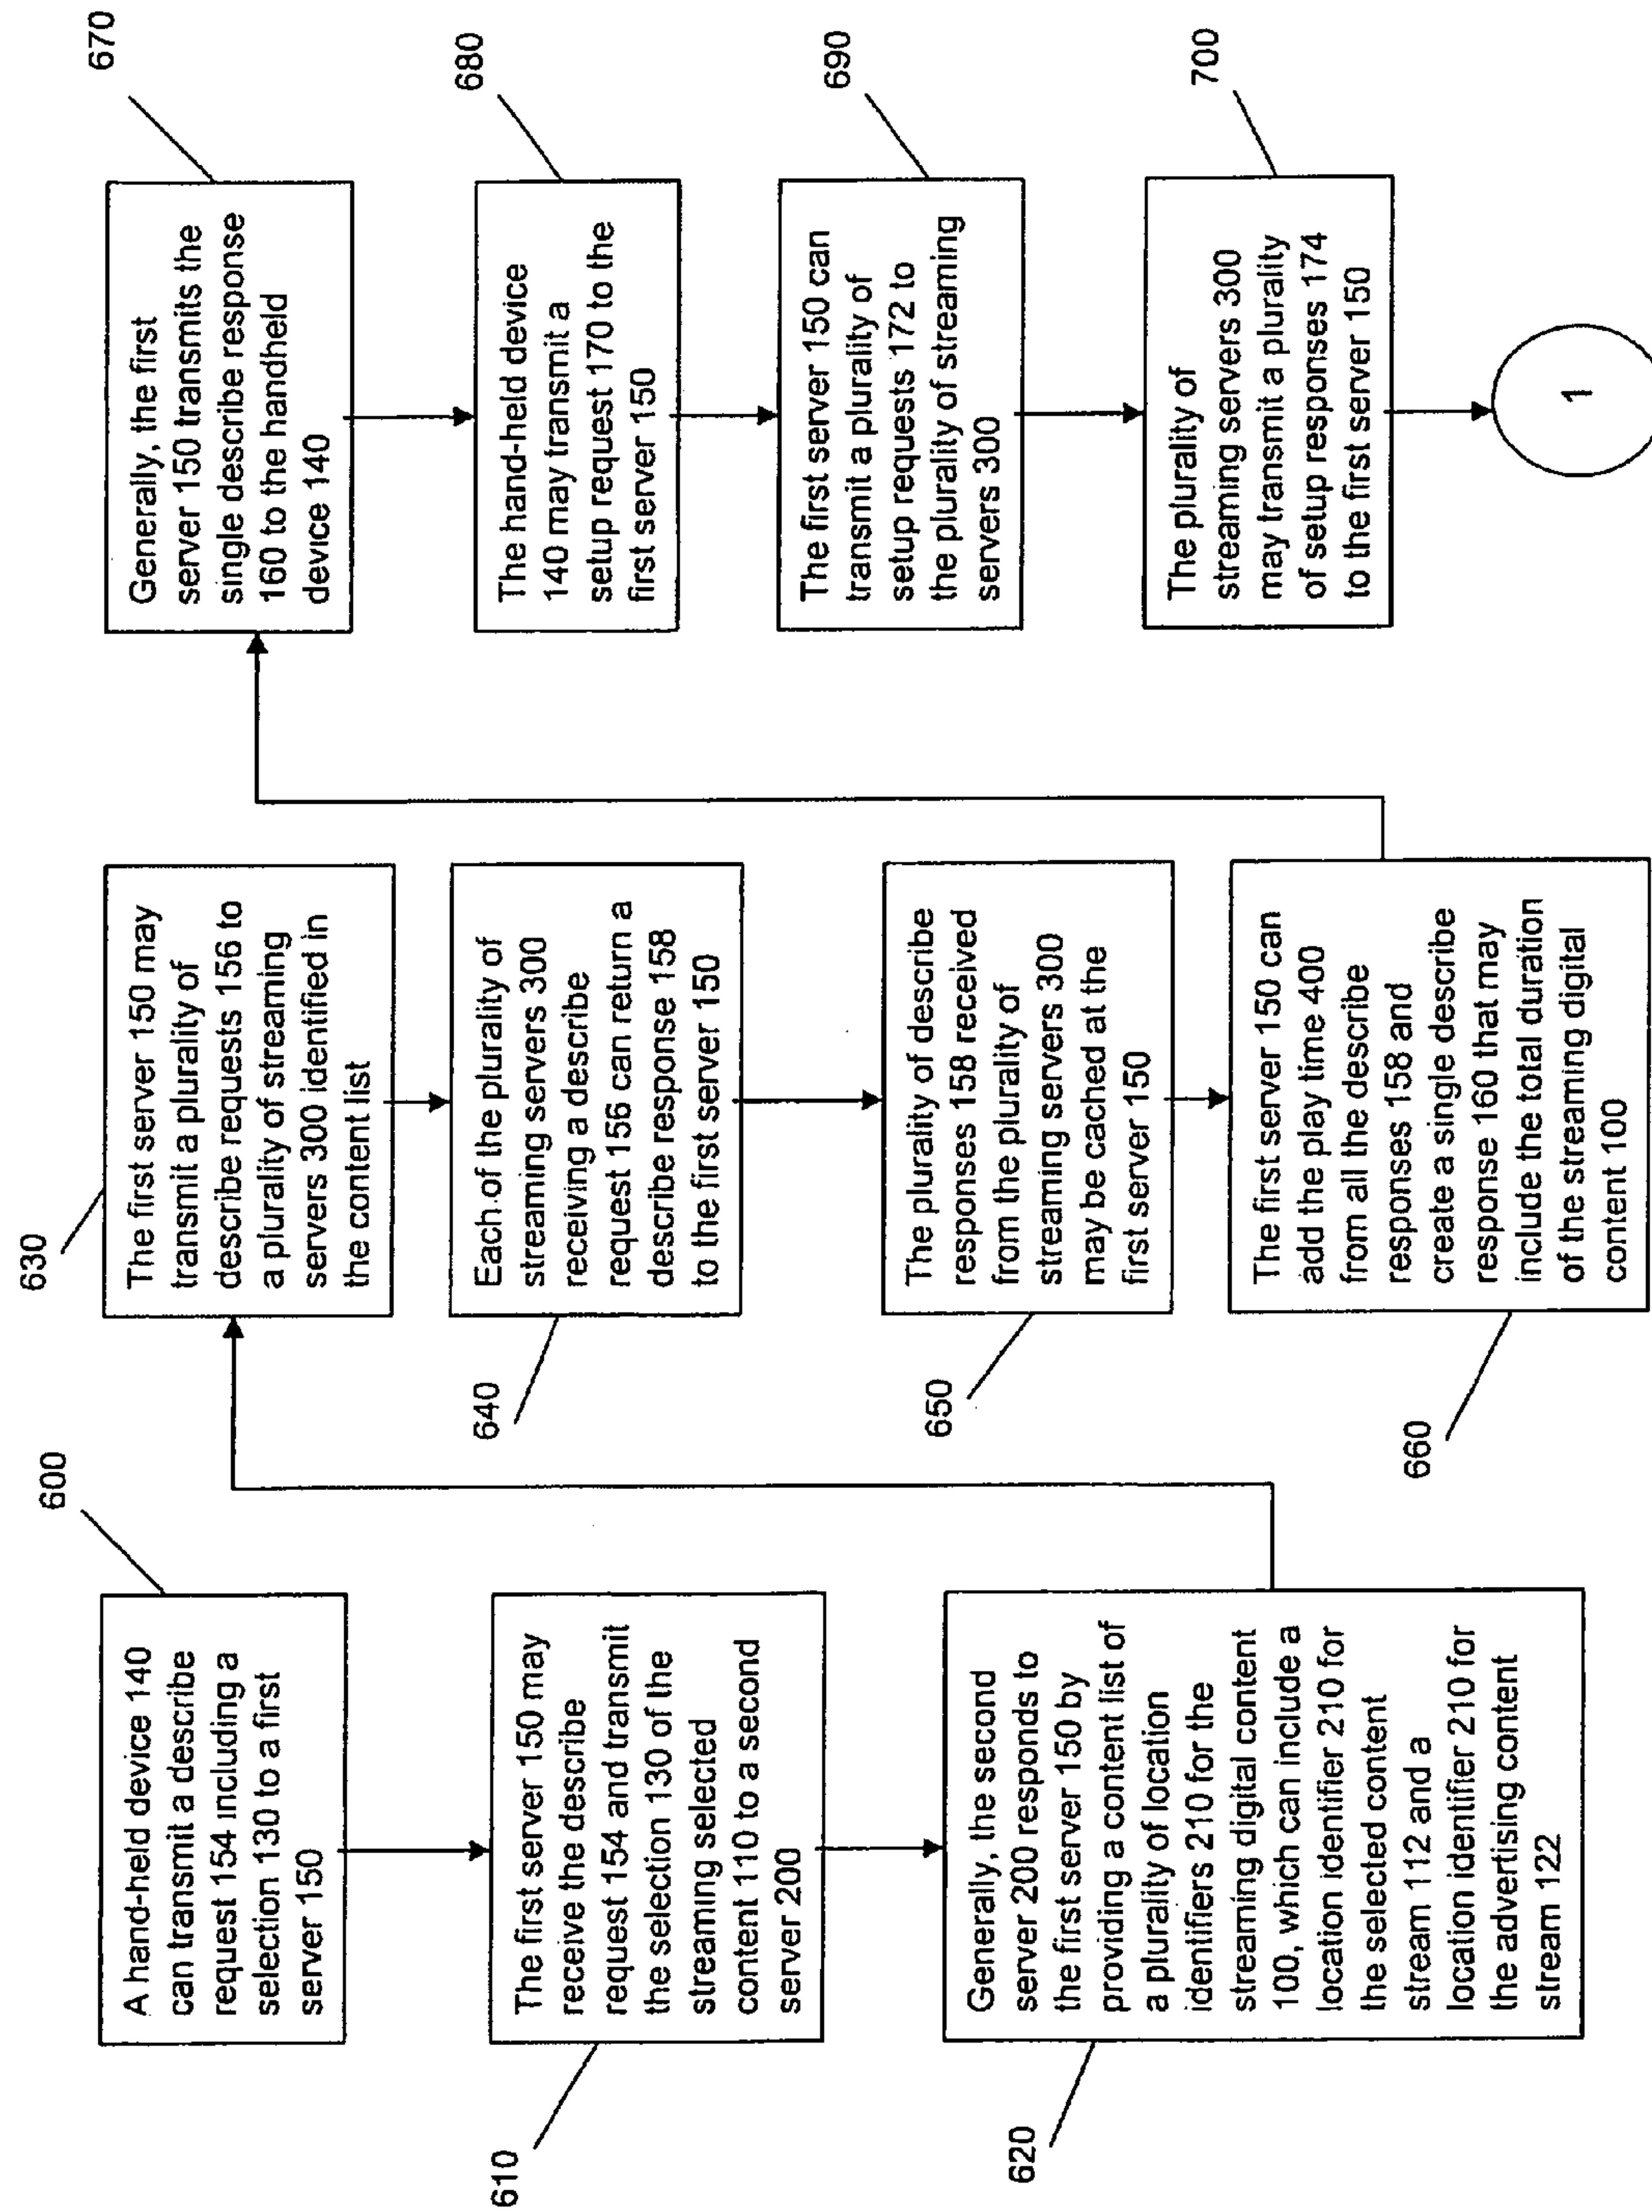 600
A hand-held device 140
can transmit a describe
request 154 including a
selection 130 to a first
server 150
610
The first server 150 may
receive the describe
request 154 and transmit
the selection 130 of the
streaming selected
content 110 to a second
server 200
620
Generally, the second
server 200 responds to
the first server 150 by
providing a content list of
a plurality of location
identifiers 210 for the
streaming digital content
100, which can include a
location identifier 210 for
the selected content
stream 112 and a
location identifier 210 for
the advertising content
stream 122
630
The first server 150 may
transmit a plurality of
describe requests 156 to
a plurality of streaming
servers 300 identified in
the content list
640
Each of the plurality of
streaming servers 300
receiving a describe
request 156 can return a
describe response 158
to the first server 150
650
The plurality of describe
responses 158 received
from the plurality of
streaming servers 300
may be cached at the
first server 150
660
The first server 150 can
add the play time 400
from all the describe
responses 158 and
create a single describe
response 160 that may
include the total duration
of the streaming digital
content 100
670
Generally, the first
server 150 transmits the
single describe response
160 to the handheld
device 140
680
The hand-held device
140 may transmit a
setup request 170 to the
first server 150
690
The first server 150 can
transmit a plurality of
setup requests 172 to
the plurality of streaming
servers 300
700
The plurality of
streaming servers 300
may transmit a plurality
of setup responses 174
to the first server 150
1